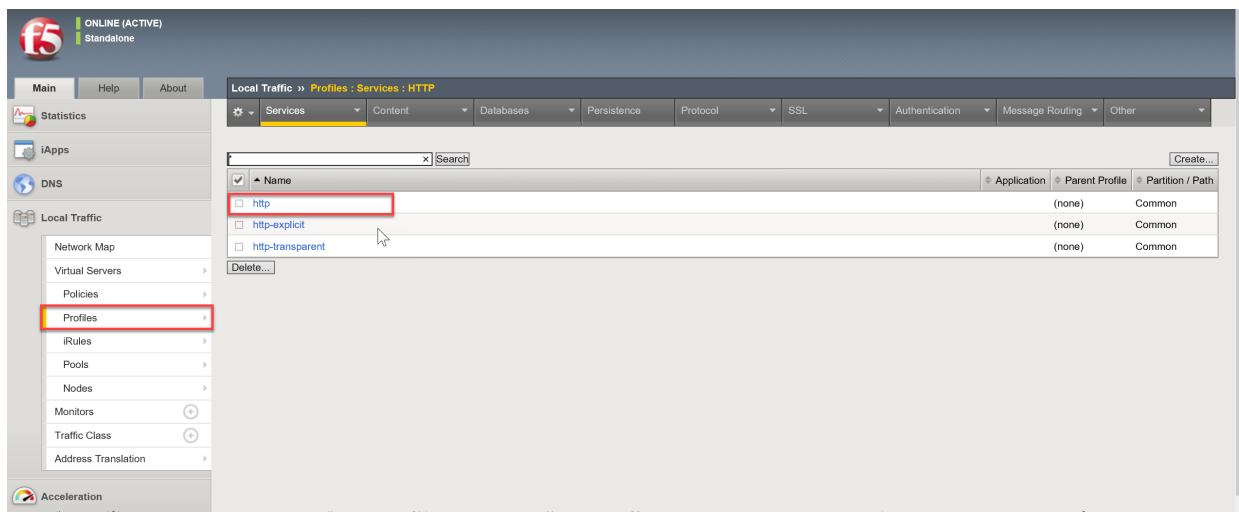 f5
ONLINE (ACTIVE)
Standalone
Main Help About
Local Traffic ›› Profiles : Services : HTTP
Services Content Databases Persistence Protocol SSL Authentication Message Routing Other
Statistics
iApps
DNS
Local Traffic
Network Map
Virtual Servers
Policies
Profiles
iRules
Pools
Nodes
Monitors
Traffic Class
Address Translation
Acceleration
* × Search
Create...
Name Application Parent Profile Partition / Path
http (none) Common
http-explicit (none) Common
http-transparent (none) Common
Delete...